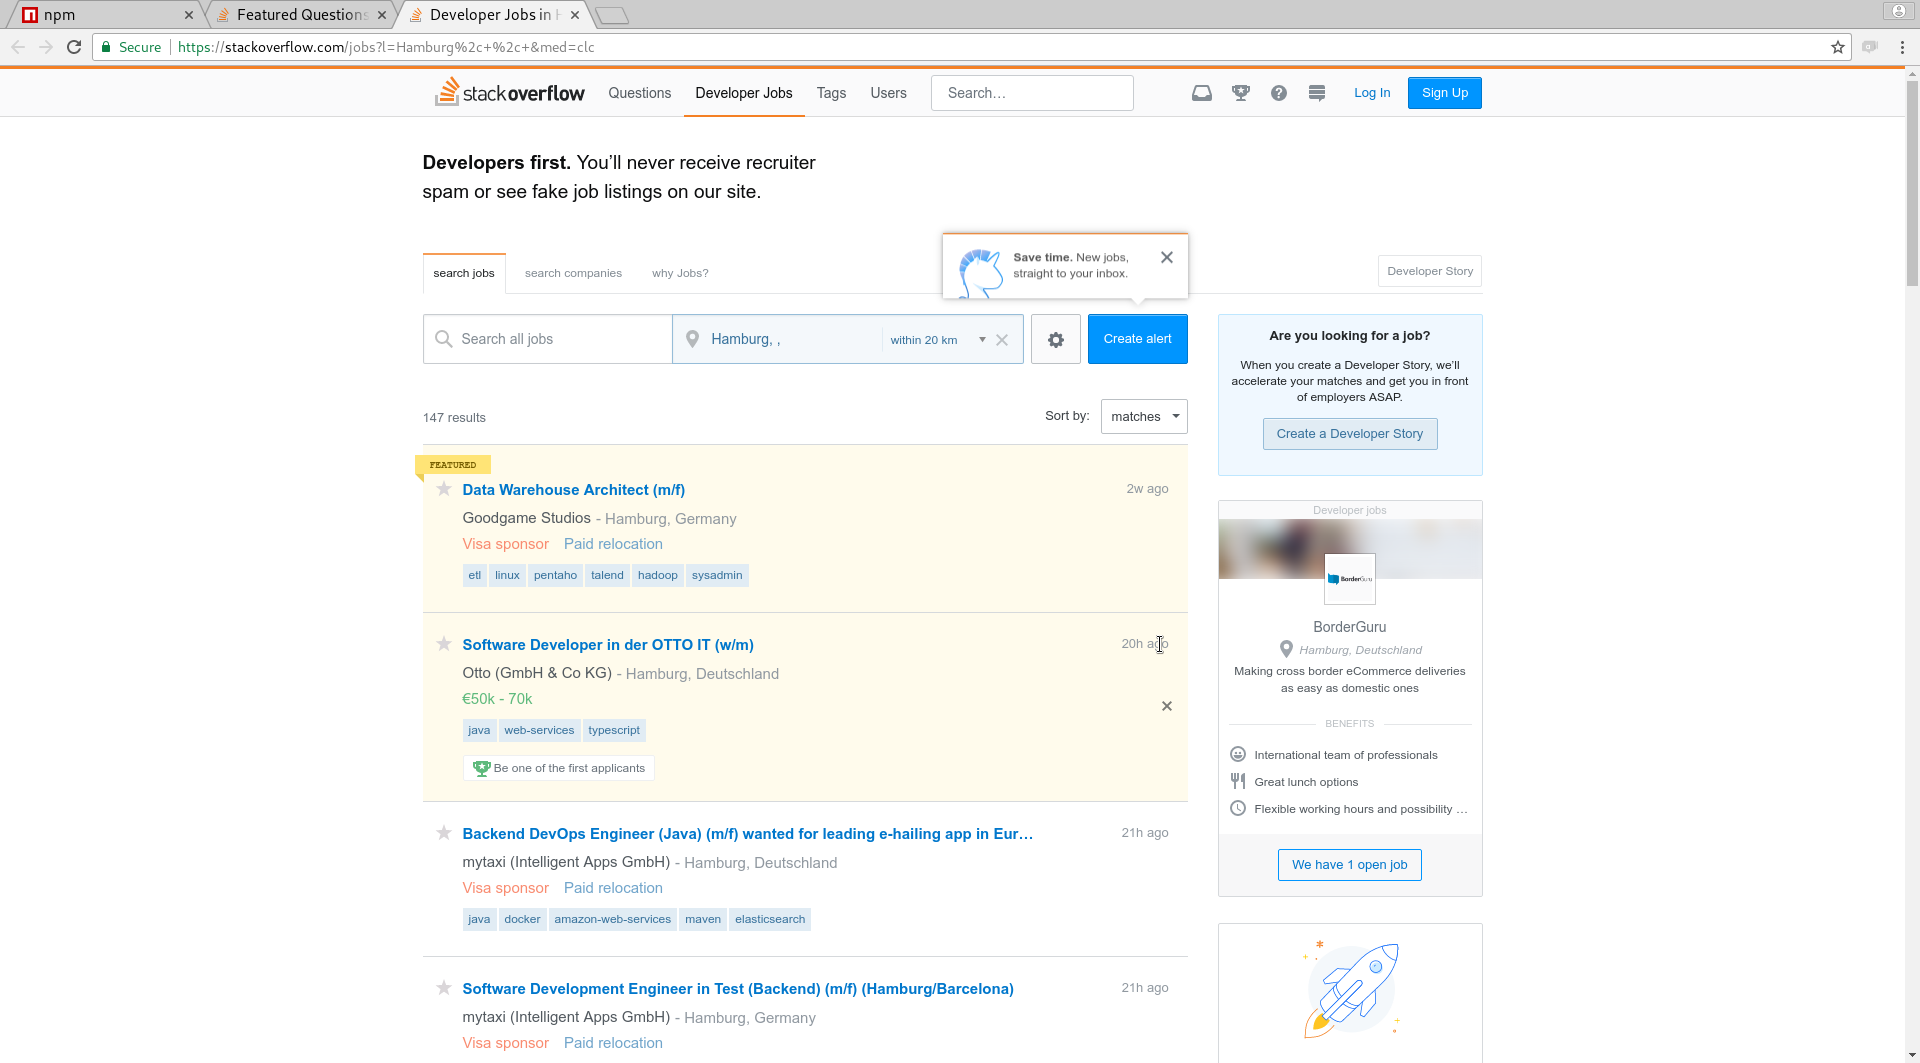 npm
Featured Questions
Developer Jobs in H
Secure
https://stackoverflow.com/jobs?l=Hamburg%2c+%2c+&med=clc
stackoverflow
Questions
Developer Jobs
Tags
Users
Search…
Log In
Sign Up
Developers first. You’ll never receive recruiter
spam or see fake job listings on our site.
search jobs
search companies
why Jobs?
Save time. New jobs,
straight to your inbox.
Developer Story
Search all jobs
Hamburg, ,
within 20 km
Create alert
147 results
Sort by:
matches
FEATURED
Data Warehouse Architect (m/f)
2w ago
Goodgame Studios - Hamburg, Germany
Visa sponsor Paid relocation
etl linux pentaho talend hadoop sysadmin
Software Developer in der OTTO IT (w/m)
20h ago
Otto (GmbH & Co KG) - Hamburg, Deutschland
€50k - 70k
java web-services typescript
Be one of the first applicants
Backend DevOps Engineer (Java) (m/f) wanted for leading e-hailing app in Eur…
21h ago
mytaxi (Intelligent Apps GmbH) - Hamburg, Deutschland
Visa sponsor Paid relocation
java docker amazon-web-services maven elasticsearch
Software Development Engineer in Test (Backend) (m/f) (Hamburg/Barcelona)
21h ago
mytaxi (Intelligent Apps GmbH) - Hamburg, Germany
Visa sponsor Paid relocation
Are you looking for a job?
When you create a Developer Story, we’ll
accelerate your matches and get you in front
of employers ASAP.
Create a Developer Story
Developer jobs
BorderGuru
BorderGuru
Hamburg, Deutschland
Making cross border eCommerce deliveries
as easy as domestic ones
BENEFITS
International team of professionals
Great lunch options
Flexible working hours and possibility …
We have 1 open job